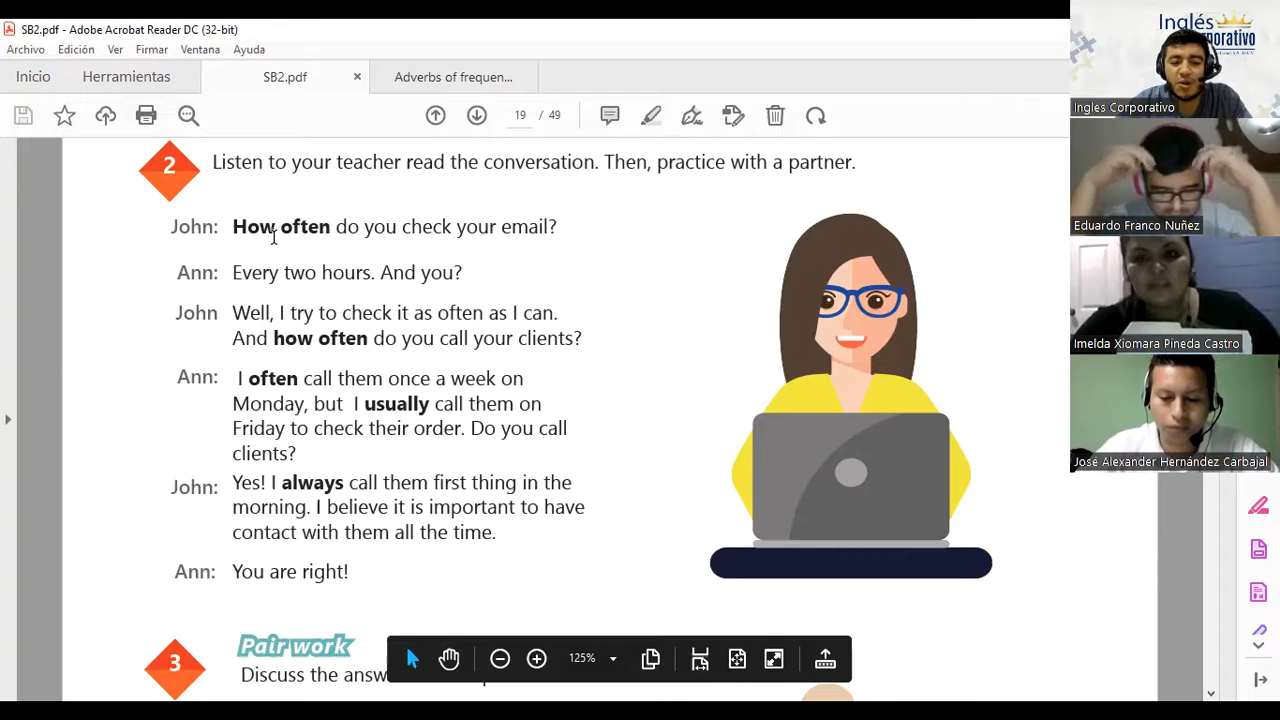 SB2.pdf - Adobe Acrobat Reader DC (32-bit)
Archivo Edición Ver Firmar Ventana Ayuda
Inicio Herramientas SB2.pdf × Adverbs of frequen...
19 / 49
2 Listen to your teacher read the conversation. Then, practice with a partner.
John: How often do you check your email?
Ann: Every two hours. And you?
John Well, I try to check it as often as I can.
And how often do you call your clients?
Ann: I often call them once a week on
Monday, but I usually call them on
Friday to check their order. Do you call
clients?
John: Yes! I always call them first thing in the
morning. I believe it is important to have
contact with them all the time.
Ann: You are right!
3 Pair work
Discuss the answ
125%
Inglés
Corporativo
Ingles Corporativo
Eduardo Franco Nuñez
Imelda Xiomara Pineda Castro
José Alexander Hernández Carbajal